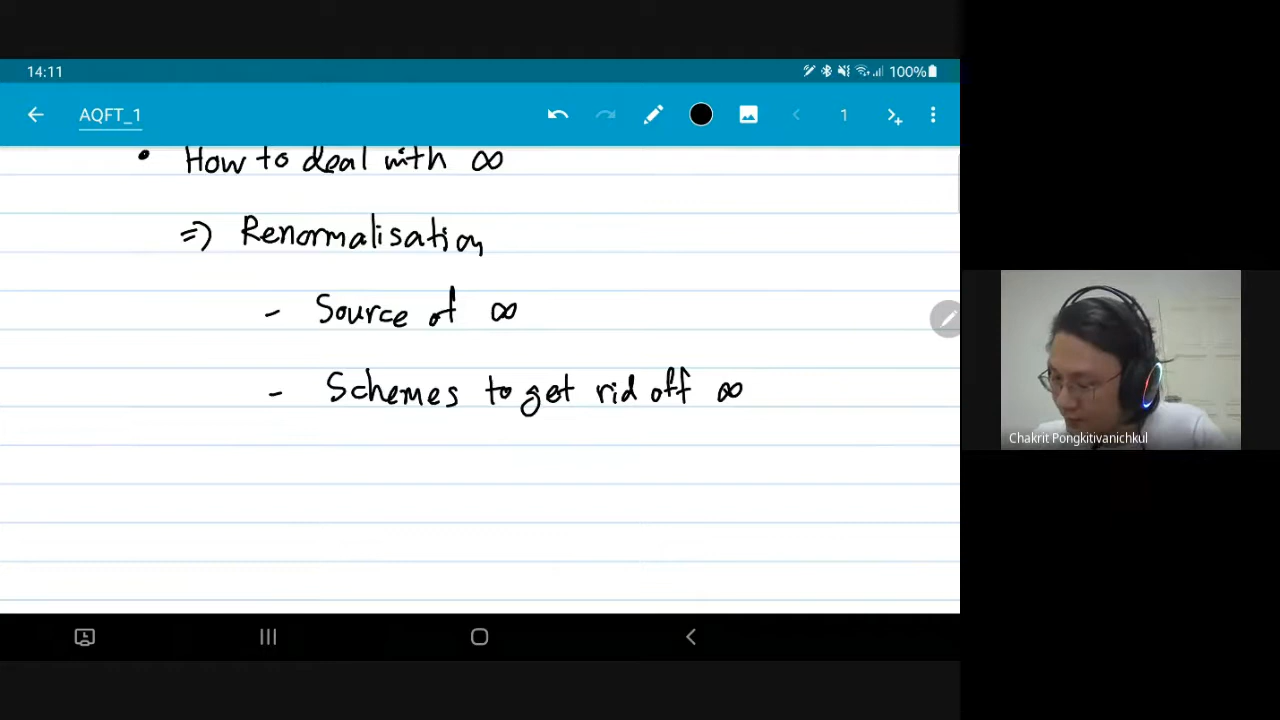 14:11 100%
AQFT_1 1
• How to deal with ∞
⇒ Renormalisation
- Source of ∞
- Schemes to get rid off ∞
Chakrit Pongkitivanichkul